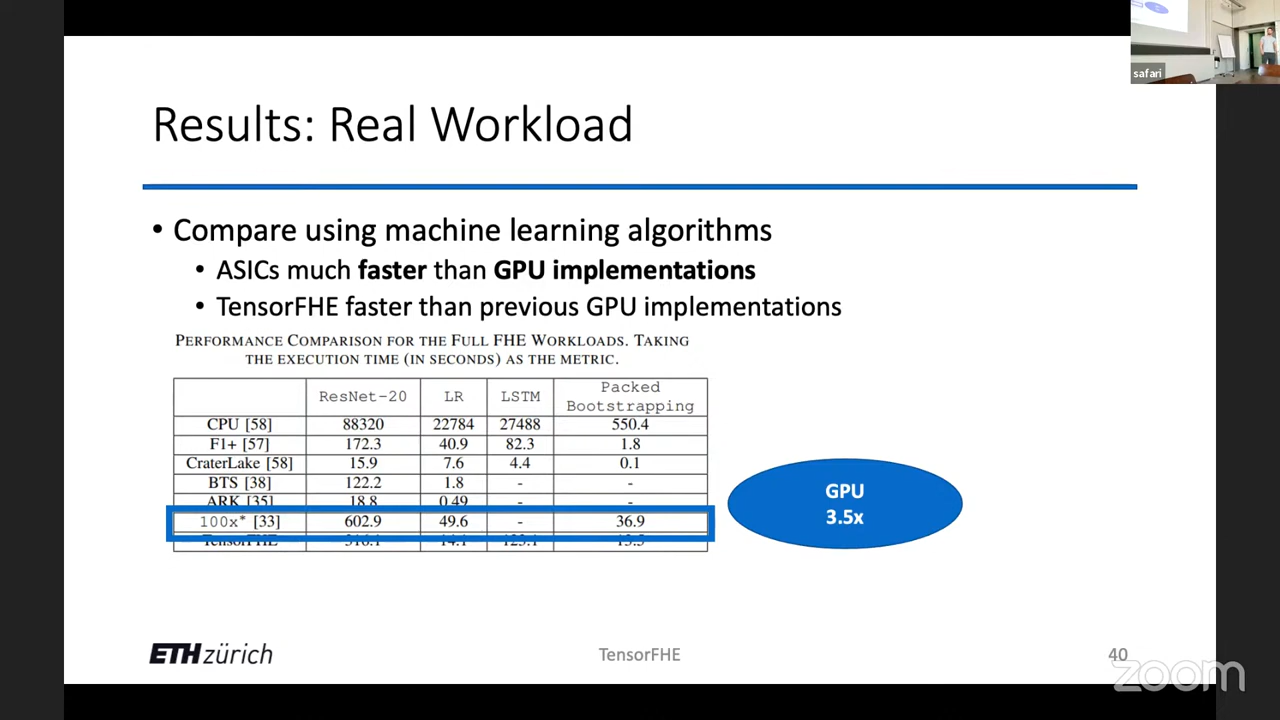 safari
Results: Real Workload
• Compare using machine learning algorithms
• ASICs much faster than GPU implementations
• TensorFHE faster than previous GPU implementations
PERFORMANCE COMPARISON FOR THE FULL FHE WORKLOADS. TAKING
THE EXECUTION TIME (IN SECONDS) AS THE METRIC.
ResNet-20 LR LSTM Packed Bootstrapping
CPU [58] 88320 22784 27488 550.4
F1+ [57] 172.3 40.9 82.3 1.8
CraterLake [58] 15.9 7.6 4.4 0.1
BTS [38] 122.2 1.8 - -
ARK [35] 18.8 0.49 - -
100x* [33] 602.9 49.6 - 36.9
TensorFHE 316.1 14.1 123.1 13.5
GPU
3.5x
ETH zürich
TensorFHE
40
zoom